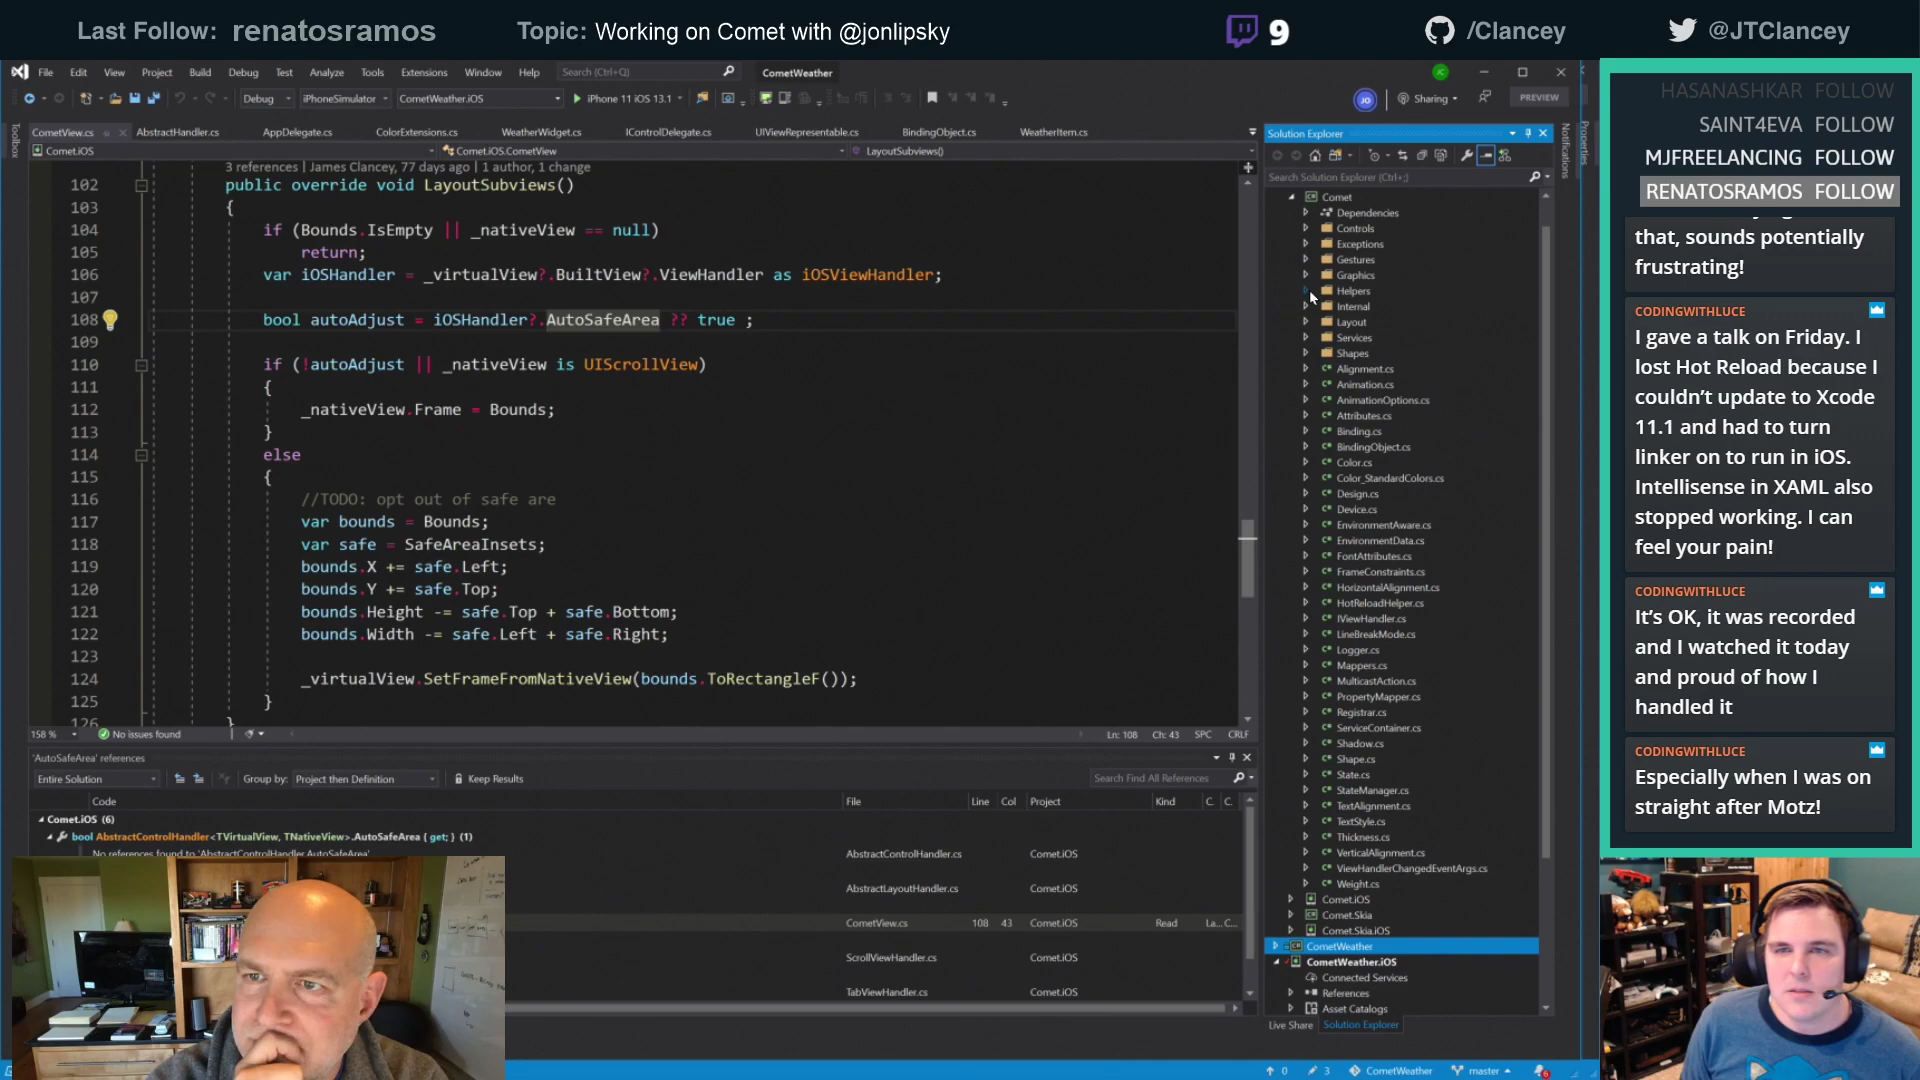 Last Follow: renatosramos
Topic: Working on Comet with @jonlipsky
9
/Clancey
@JTClancey
File Edit View Project Build Debug Test Analyze Tools Extensions Window Help Search (Ctrl+Q) CometWeather
Debug iPhoneSimulator CometWeather.iOS iPhone 11 iOS 13.1 JO Sharing PREVIEW
CometView.cs AbstractHandler.cs AppDelegate.cs ColorExtensions.cs WeatherWidget.cs IControlDelegate.cs UIViewRepresentable.cs BindingObject.cs WeatherItem.cs
Comet.iOS Comet.iOS.CometView LayoutSubviews()
Toolbox
3 references | James Clancey, 77 days ago | 1 author, 1 change
102 public override void LayoutSubviews()
103 {
104 if (Bounds.IsEmpty || _nativeView == null)
105 return;
106 var iOSHandler = _virtualView?.BuiltView?.ViewHandler as iOSViewHandler;
107
108 bool autoAdjust = iOSHandler?.AutoSafeArea ?? true ;
109
110 if (!autoAdjust || _nativeView is UIScrollView)
111 {
112 _nativeView.Frame = Bounds;
113 }
114 else
115 {
116 //TODO: opt out of safe are
117 var bounds = Bounds;
118 var safe = SafeAreaInsets;
119 bounds.X += safe.Left;
120 bounds.Y += safe.Top;
121 bounds.Height -= safe.Top + safe.Bottom;
122 bounds.Width -= safe.Left + safe.Right;
123
124 _virtualView.SetFrameFromNativeView(bounds.ToRectangleF());
125 }
126 }
158 % No issues found Ln: 108 Ch: 43 SPC CRLF
'AutoSafeArea' references
Entire Solution Group by: Project then Definition Keep Results Search Find All References
Code File Line Col Project Kind C. C.
Comet.iOS (6)
bool AbstractControlHandler<TVirtualView, TNativeView>.AutoSafeArea { get; } (1)
No references found to 'AbstractControlHandler.AutoSafeArea' AbstractControlHandler.cs Comet.iOS
AbstractLayoutHandler.cs Comet.iOS
CometView.cs 108 43 Comet.iOS Read La... C...
ScrollViewHandler.cs Comet.iOS
TabViewHandler.cs Comet.iOS
Solution Explorer
Search Solution Explorer (Ctrl+;)
Comet
Dependencies
Controls
Exceptions
Gestures
Graphics
Helpers
Internal
Layout
Services
Shapes
Alignment.cs
Animation.cs
AnimationOptions.cs
Attributes.cs
Binding.cs
BindingObject.cs
Color.cs
Color_StandardColors.cs
Design.cs
Device.cs
EnvironmentAware.cs
EnvironmentData.cs
FontAttributes.cs
FrameConstraints.cs
HorizontalAlignment.cs
HotReloadHelper.cs
IViewHandler.cs
LineBreakMode.cs
Logger.cs
Mappers.cs
MulticastAction.cs
PropertyMapper.cs
Registrar.cs
ServiceContainer.cs
Shadow.cs
Shape.cs
State.cs
StateManager.cs
TextAlignment.cs
TextStyle.cs
Thickness.cs
VerticalAlignment.cs
ViewHandlerChangedEventArgs.cs
Weight.cs
Comet.iOS
Comet.Skia
Comet.Skia.iOS
CometWeather
CometWeather.iOS
Connected Services
References
Asset Catalogs
Live Share Solution Explorer
Notifications
Properties
0 3 CometWeather master 6
HASANASHKAR FOLLOW
SAINT4EVA FOLLOW
MJFREELANCING FOLLOW
RENATOSRAMOS FOLLOW
that, sounds potentially
frustrating!
CODINGWITHLUCE
I gave a talk on Friday. I
lost Hot Reload because I
couldn't update to Xcode
11.1 and had to turn
linker on to run in iOS.
Intellisense in XAML also
stopped working. I can
feel your pain!
CODINGWITHLUCE
It's OK, it was recorded
and I watched it today
and proud of how I
handled it
CODINGWITHLUCE
Especially when I was on
straight after Motz!